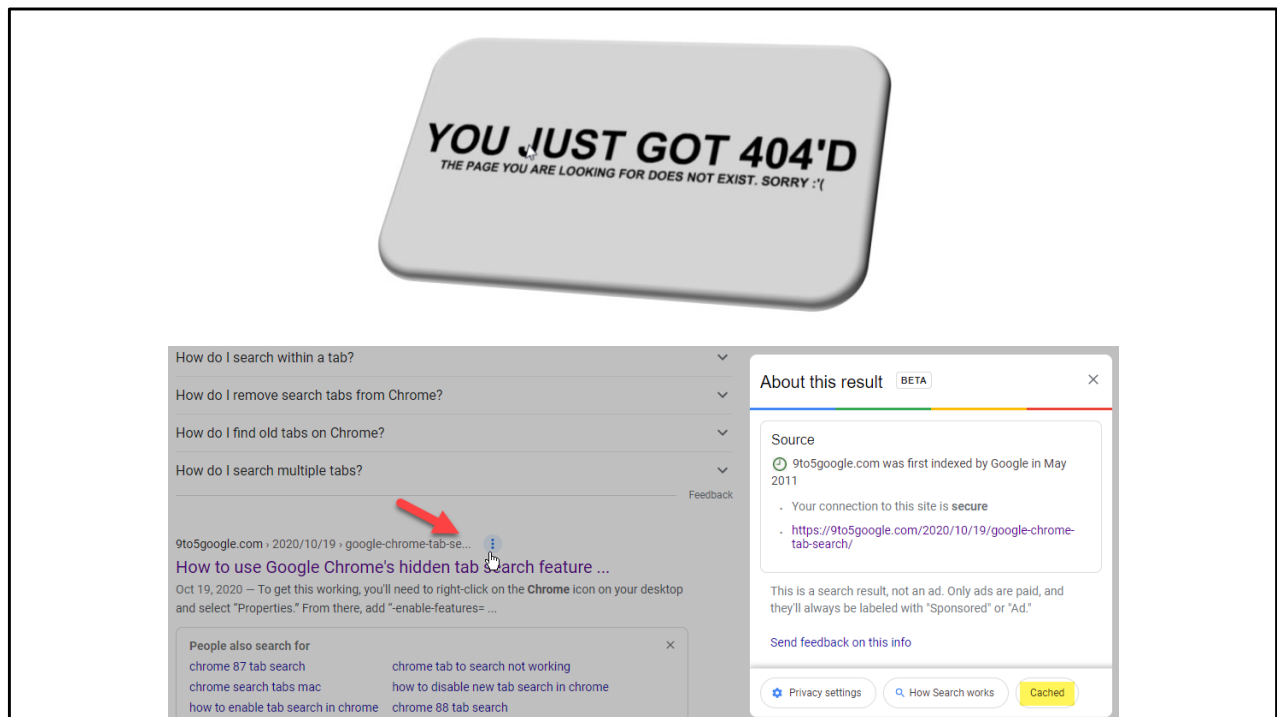 YOU JUST GOT 404'D
THE PAGE YOU ARE LOOKING FOR DOES NOT EXIST. SORRY :'(
How do I search within a tab?
How do I remove search tabs from Chrome?
How do I find old tabs on Chrome?
How do I search multiple tabs?
Feedback
9to5google.com › 2020/10/19 › google-chrome-tab-se...
How to use Google Chrome's hidden tab search feature ...
Oct 19, 2020 — To get this working, you'll need to right-click on the Chrome icon on your desktop
and select "Properties." From there, add "-enable-features= ...
People also search for
chrome 87 tab search
chrome tab to search not working
chrome search tabs mac
how to disable new tab search in chrome
how to enable tab search in chrome
chrome 88 tab search
About this result BETA
Source
9to5google.com was first indexed by Google in May
2011
Your connection to this site is secure
https://9to5google.com/2020/10/19/google-chrome-
tab-search/
This is a search result, not an ad. Only ads are paid, and
they'll always be labeled with "Sponsored" or "Ad."
Send feedback on this info
Privacy settings
How Search works
Cached